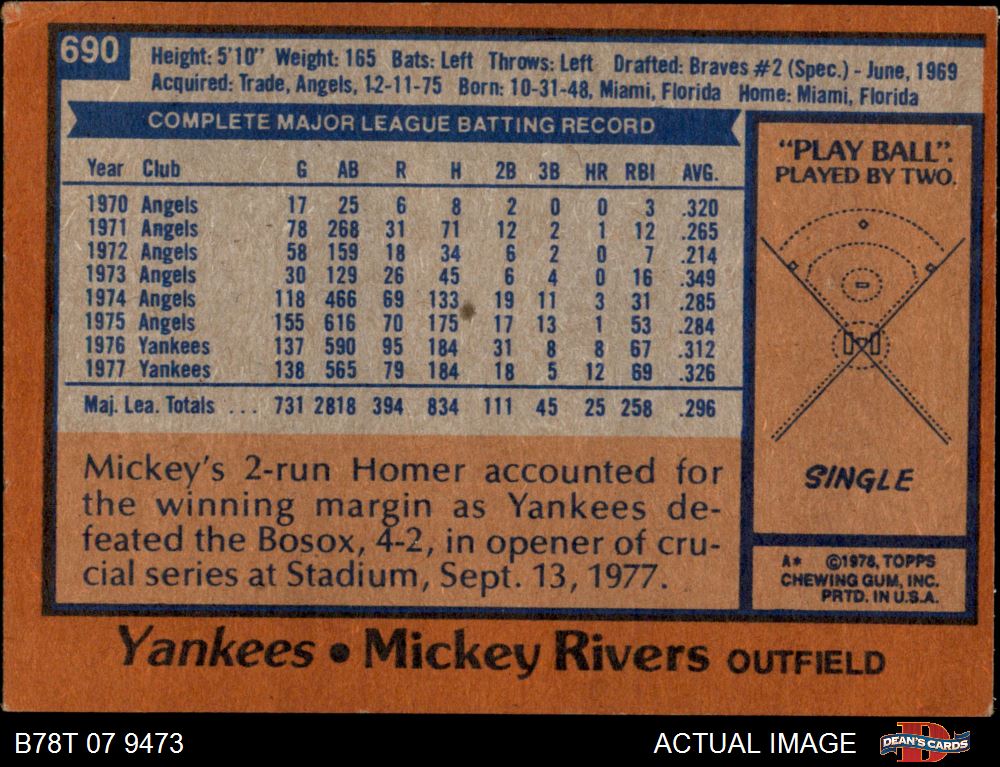 690
Height: 5'10" Weight: 165 Bats: Left Throws: Left Drafted: Braves #2 (Spec.) - June, 1969
Acquired: Trade, Angels, 12-11-75 Born: 10-31-48, Miami, Florida Home: Miami, Florida
COMPLETE MAJOR LEAGUE BATTING RECORD
Year Club G AB R H 2B 3B HR RBI AVG.
1970 Angels 17 25 6 8 2 0 0 3 .320
1971 Angels 78 268 31 71 12 2 1 12 .265
1972 Angels 58 159 18 34 6 2 0 7 .214
1973 Angels 30 129 26 45 6 4 0 16 .349
1974 Angels 118 466 69 133 19 11 3 31 .285
1975 Angels 155 616 70 175 17 13 1 53 .284
1976 Yankees 137 590 95 184 31 8 8 67 .312
1977 Yankees 138 565 79 184 18 5 12 69 .326
Maj. Lea. Totals ... 731 2818 394 834 111 45 25 258 .296
Mickey's 2-run Homer accounted for
the winning margin as Yankees de-
feated the Bosox, 4-2, in opener of cru-
cial series at Stadium, Sept. 13, 1977.
"PLAY BALL".
PLAYED BY TWO.
SINGLE
A* ©1978, TOPPS
CHEWING GUM, INC.
PRTD. IN U.S.A.
Yankees • Mickey Rivers OUTFIELD
B78T 07 9473
ACTUAL IMAGE
D
DEAN'S CARDS